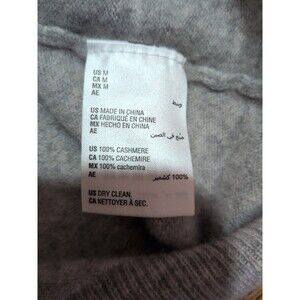 US M
CA M
MX M
AE وسط
US MADE IN CHINA
CA FABRIQUÉ EN CHINE
MX HECHO EN CHINA
AE صنع في الصين
US 100% CASHMERE
CA 100% CACHEMIRE
MX 100% cachemira
AE 100% كشمير
US DRY CLEAN.
CA NETTOYER À SEC.